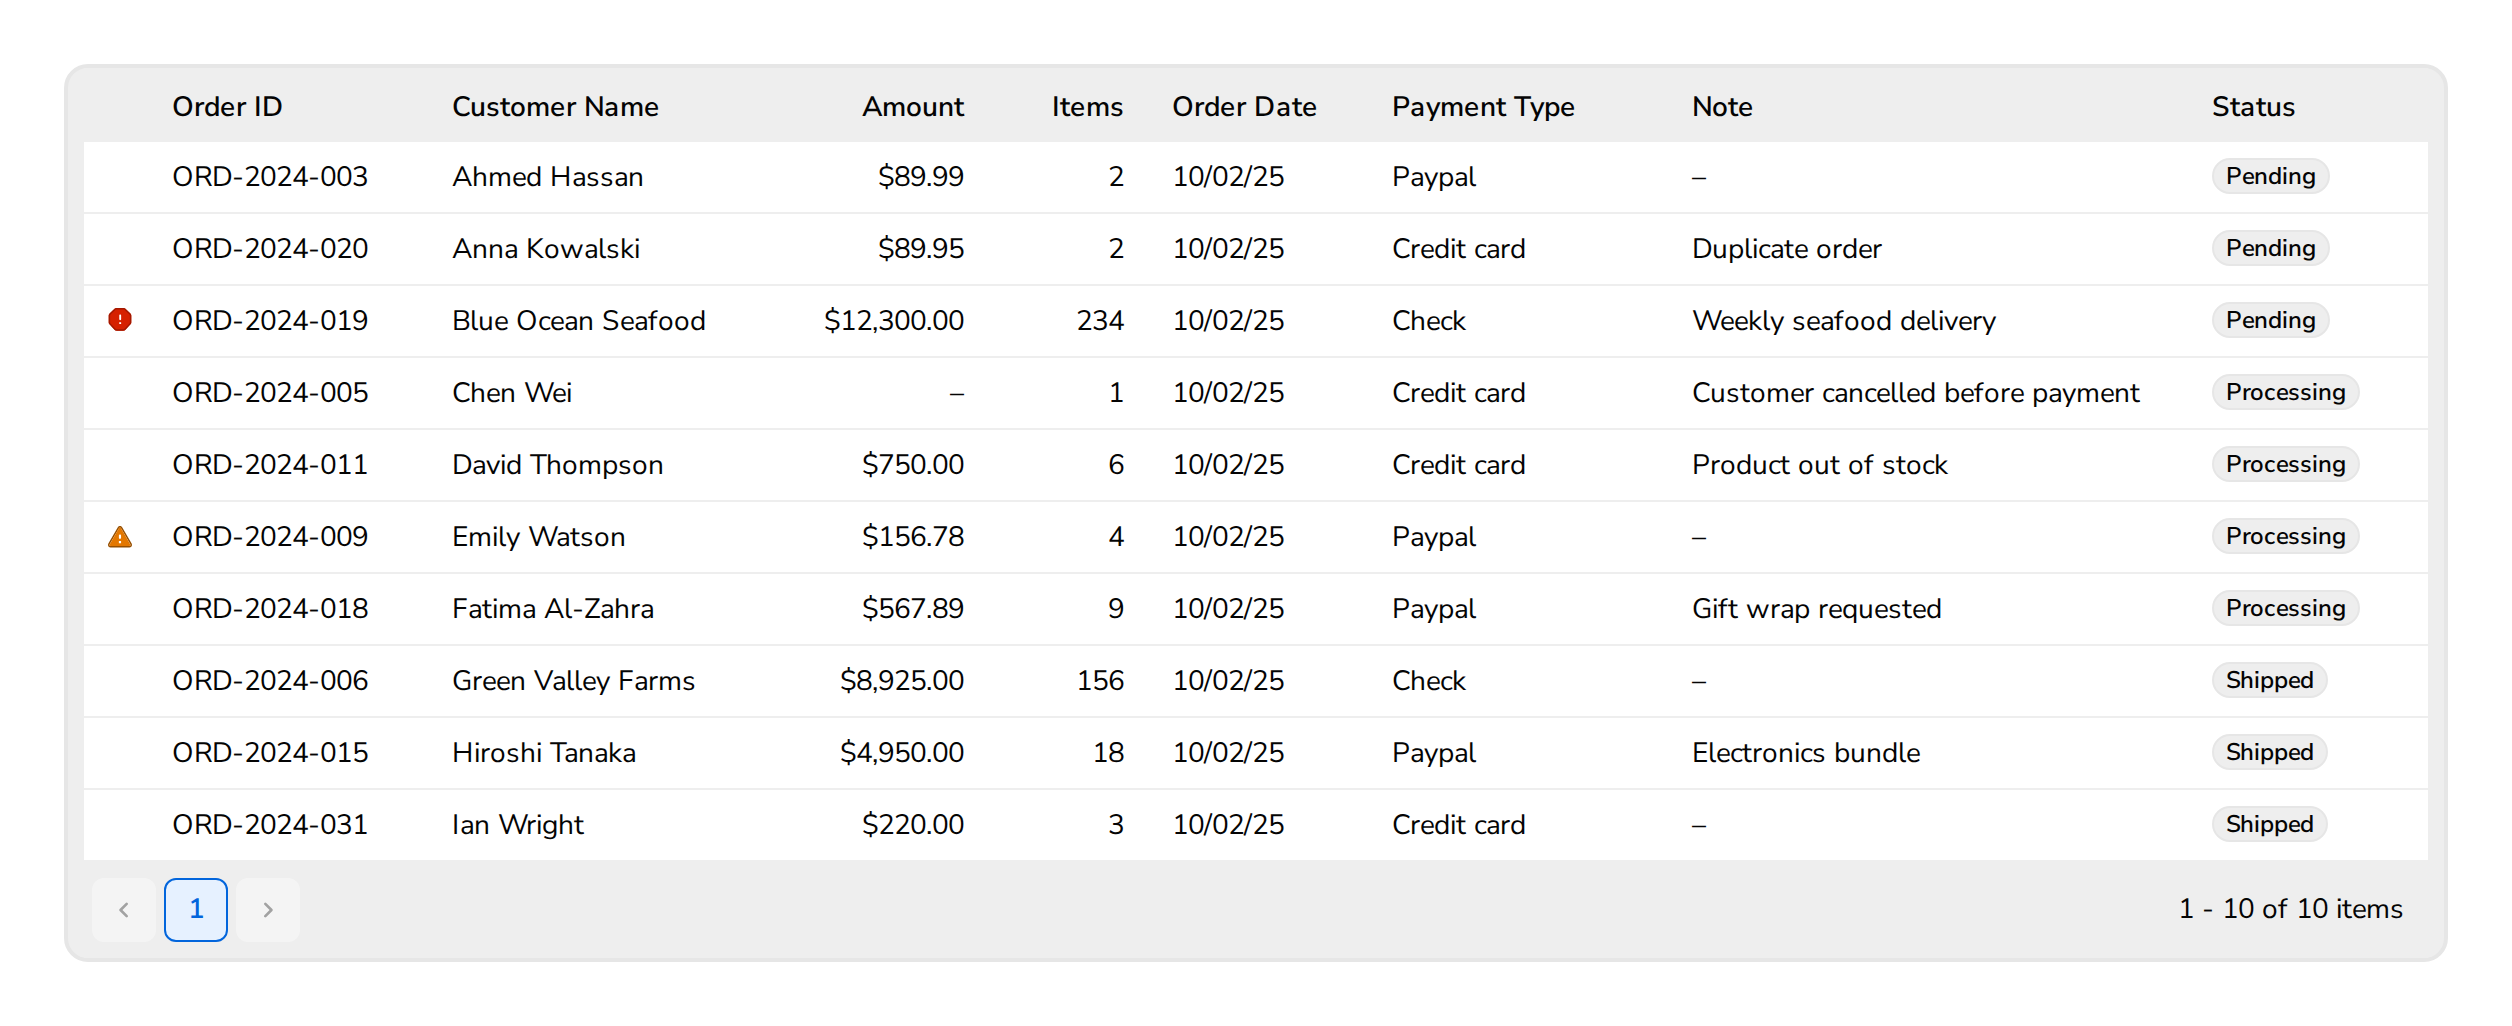 Order ID Customer Name Amount Items Order Date Payment Type Note Status
ORD-2024-003 Ahmed Hassan $89.99 2 10/02/25 Paypal – Pending
ORD-2024-020 Anna Kowalski $89.95 2 10/02/25 Credit card Duplicate order Pending
ORD-2024-019 Blue Ocean Seafood $12,300.00 234 10/02/25 Check Weekly seafood delivery Pending
ORD-2024-005 Chen Wei – 1 10/02/25 Credit card Customer cancelled before payment Processing
ORD-2024-011 David Thompson $750.00 6 10/02/25 Credit card Product out of stock Processing
ORD-2024-009 Emily Watson $156.78 4 10/02/25 Paypal – Processing
ORD-2024-018 Fatima Al-Zahra $567.89 9 10/02/25 Paypal Gift wrap requested Processing
ORD-2024-006 Green Valley Farms $8,925.00 156 10/02/25 Check – Shipped
ORD-2024-015 Hiroshi Tanaka $4,950.00 18 10/02/25 Paypal Electronics bundle Shipped
ORD-2024-031 Ian Wright $220.00 3 10/02/25 Credit card – Shipped
1 1 - 10 of 10 items